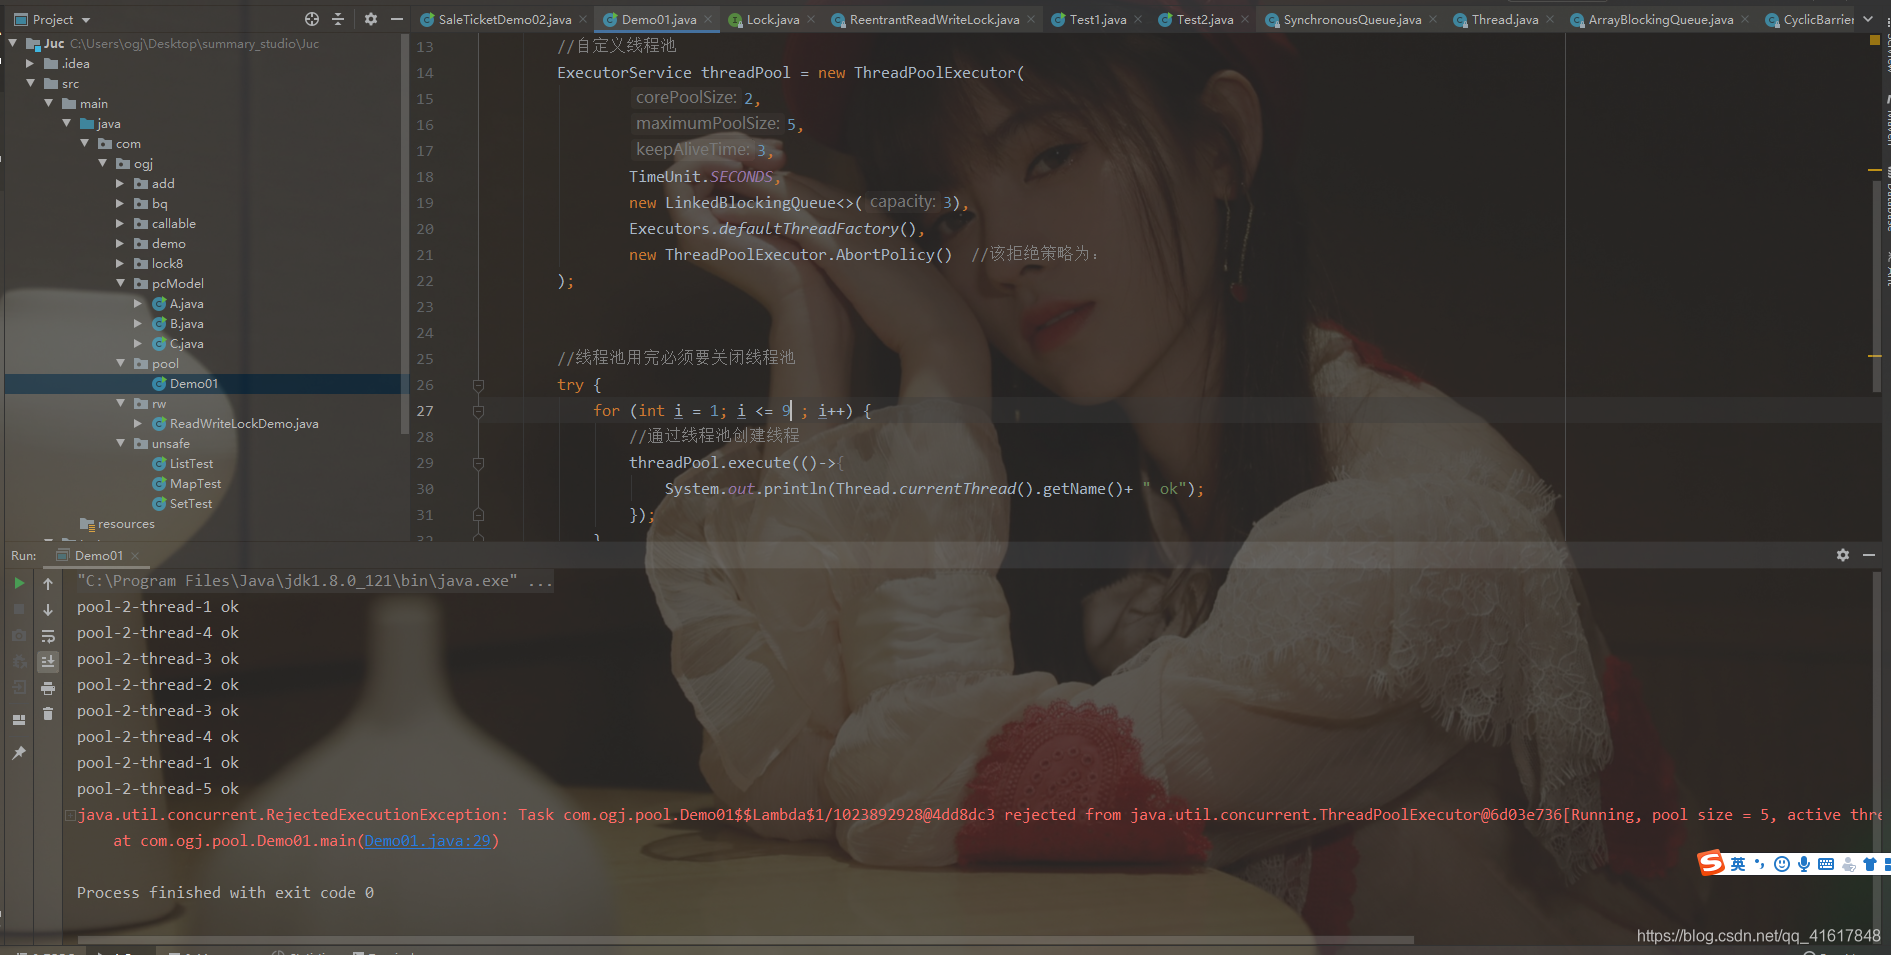 Project
SaleTicketDemo02.java
Demo01.java
Lock.java
ReentrantReadWriteLock.java
Test1.java
Test2.java
SynchronousQueue.java
Thread.java
ArrayBlockingQueue.java
CyclicBarrier
Juc C:\Users\ogj\Desktop\summary_studio\Juc
.idea
src
main
java
com
ogj
add
bq
callable
demo
lock8
pcModel
A.java
B.java
C.java
pool
Demo01
rw
ReadWriteLockDemo.java
unsafe
ListTest
MapTest
SetTest
resources
13 //自定义线程池
14 ExecutorService threadPool = new ThreadPoolExecutor(
15 corePoolSize: 2,
16 maximumPoolSize: 5,
17 keepAliveTime: 3,
18 TimeUnit.SECONDS,
19 new LinkedBlockingQueue<>( capacity: 3),
20 Executors.defaultThreadFactory(),
21 new ThreadPoolExecutor.AbortPolicy() //该拒绝策略为：
22 );
23
24
25 //线程池用完必须要关闭线程池
26 try {
27 for (int i = 1; i <= 9 ; i++) {
28 //通过线程池创建线程
29 threadPool.execute(()->{
30 System.out.println(Thread.currentThread().getName()+ " ok");
31 });
32 }
Run: Demo01
"C:\Program Files\Java\jdk1.8.0_121\bin\java.exe" ...
pool-2-thread-1 ok
pool-2-thread-4 ok
pool-2-thread-3 ok
pool-2-thread-2 ok
pool-2-thread-3 ok
pool-2-thread-4 ok
pool-2-thread-1 ok
pool-2-thread-5 ok
java.util.concurrent.RejectedExecutionException: Task com.ogj.pool.Demo01$$Lambda$1/1023892928@4dd8dc3 rejected from java.util.concurrent.ThreadPoolExecutor@6d03e736[Running, pool size = 5, active thre
at com.ogj.pool.Demo01.main(Demo01.java:29)
Process finished with exit code 0
英
https://blog.csdn.net/qq_41617848